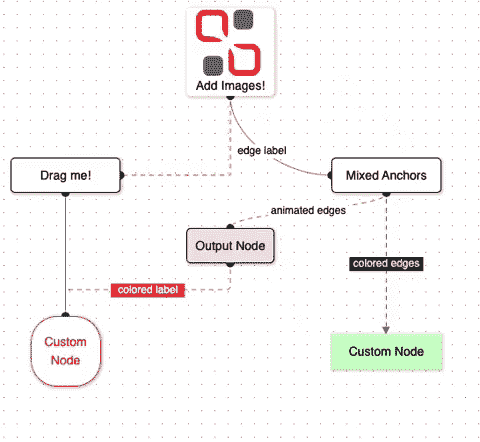 Add Images!
edge label
Drag me!
Mixed Anchors
animated edges
Output Node
colored edges
colored label
Custom
Node
Custom Node